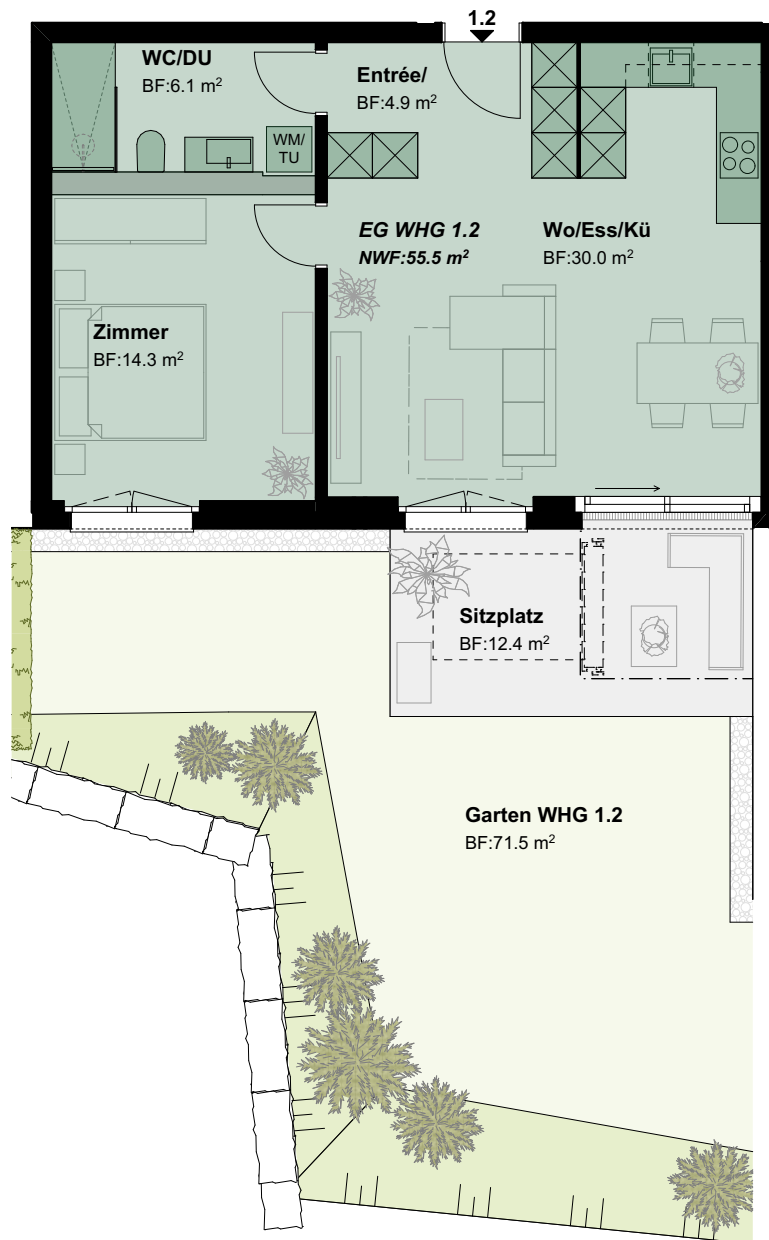 1.2
WC/DU
BF:6.1 m²
Entrée/
BF:4.9 m²
WM/
TU
EG WHG 1.2
NWF:55.5 m²
Wo/Ess/Kü
BF:30.0 m²
Zimmer
BF:14.3 m²
Sitzplatz
BF:12.4 m²
Garten WHG 1.2
BF:71.5 m²